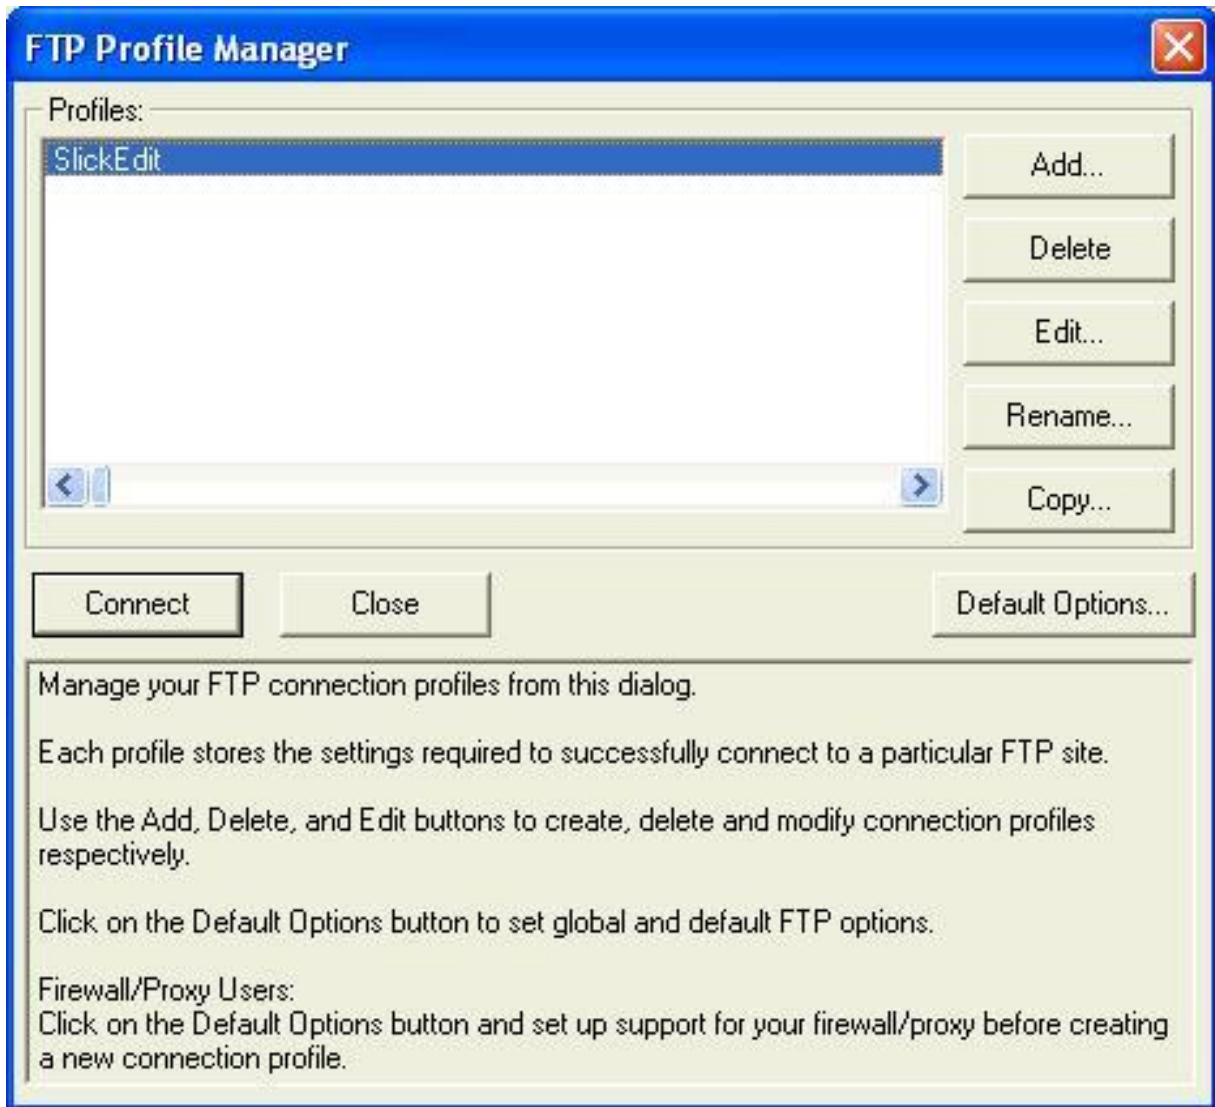 FTP Profile Manager
Profiles:
SlickEdit
Add...
Delete
Edit...
Rename...
Copy...
Connect
Close
Default Options...
Manage your FTP connection profiles from this dialog.
Each profile stores the settings required to successfully connect to a particular FTP site.
Use the Add, Delete, and Edit buttons to create, delete and modify connection profiles
respectively.
Click on the Default Options button to set global and default FTP options.
Firewall/Proxy Users:
Click on the Default Options button and set up support for your firewall/proxy before creating
a new connection profile.